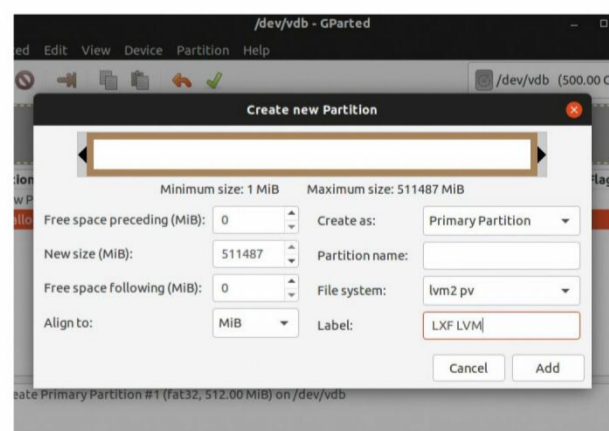 /dev/vdb - GParted
Edit View Device Partition Help
/dev/vdb (500.00
Create new Partition
Minimum size: 1 MiB Maximum size: 511487 MiB
Free space preceding (MiB): 0 Create as: Primary Partition
New size (MiB): 511487 Partition name:
Free space following (MiB): 0 File system: lvm2 pv
Align to: MiB Label: LXF LVM
Cancel Add
eate Primary Partition #1 (fat32, 512.00 MiB) on /dev/vdb